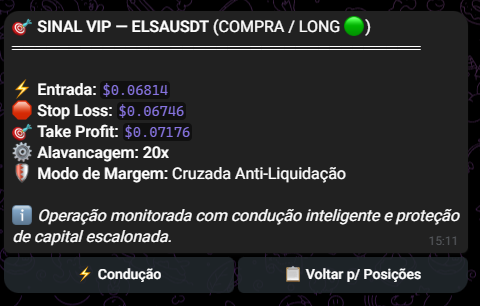 🎯 SINAL VIP — ELSAUSDT (COMPRA / LONG 🟢)
⚡ Entrada: $0.06814
🛑 Stop Loss: $0.06746
🎯 Take Profit: $0.07176
⚙️ Alavancagem: 20x
🛡️ Modo de Margem: Cruzada Anti-Liquidação
ℹ️ Operação monitorada com condução inteligente e proteção
de capital escalonada.
15:11
⚡ Condução
📋 Voltar p/ Posições